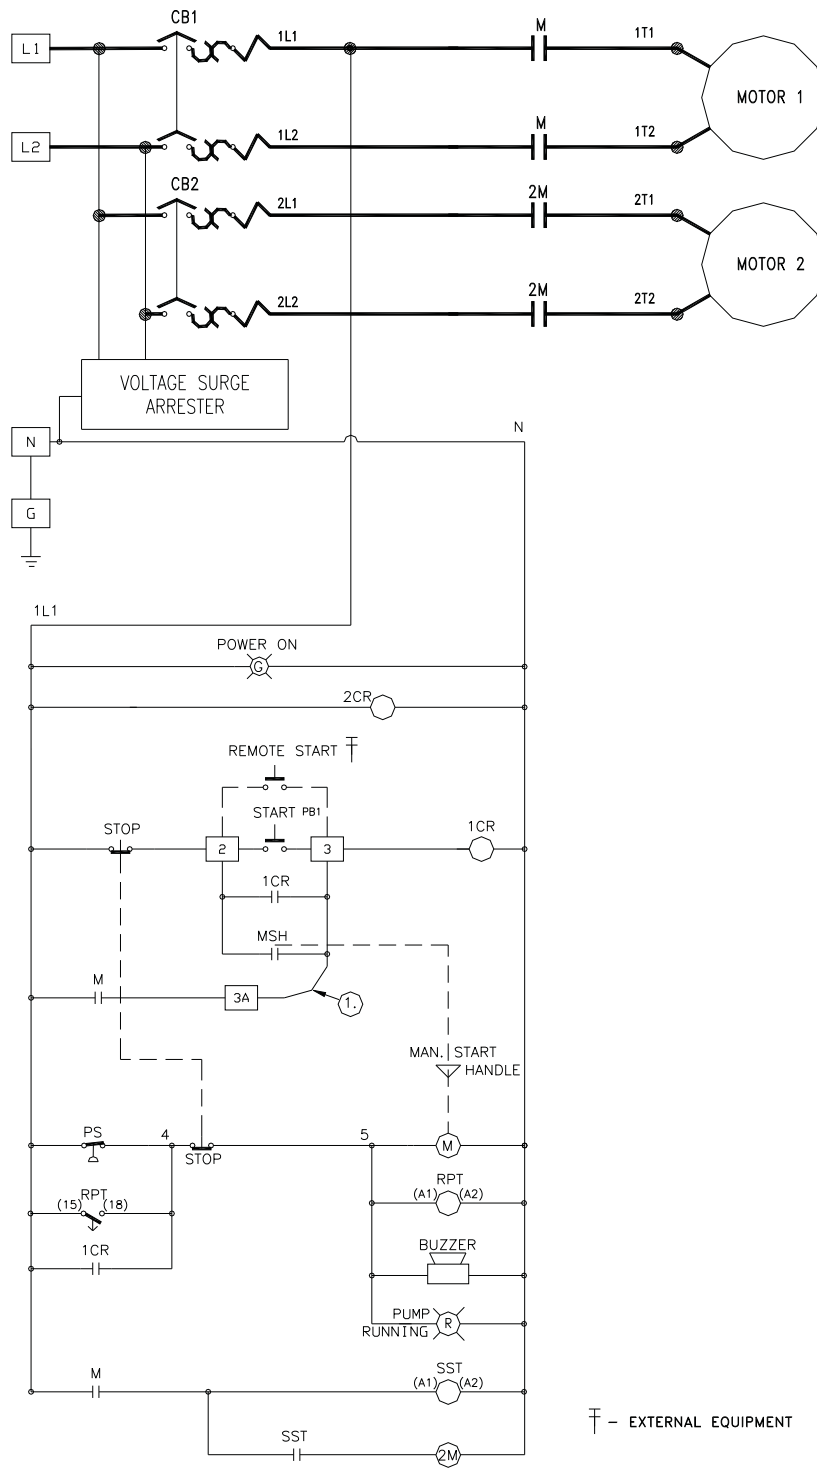 CB1
L1
1L1
M
1T1
MOTOR 1
L2
1L2
M
1T2
CB2
2L1
2M
2T1
MOTOR 2
2L2
2M
2T2
VOLTAGE SURGE
ARRESTER
N
N
G
1L1
POWER ON
G
2CR
REMOTE START
START PB1
STOP
2
3
1CR
1CR
MSH
M
3A
1.
MAN. START
HANDLE
PS
4
STOP
5
M
RPT
(A1) (A2)
RPT
(15) (18)
BUZZER
1CR
PUMP
RUNNING
R
M
SST
(A1) (A2)
SST
2M
- EXTERNAL EQUIPMENT